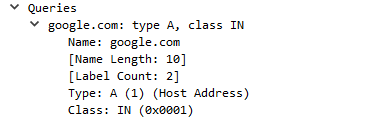 Queries
google.com: type A, class IN
Name: google.com
[Name Length: 10]
[Label Count: 2]
Type: A (1) (Host Address)
Class: IN (0x0001)